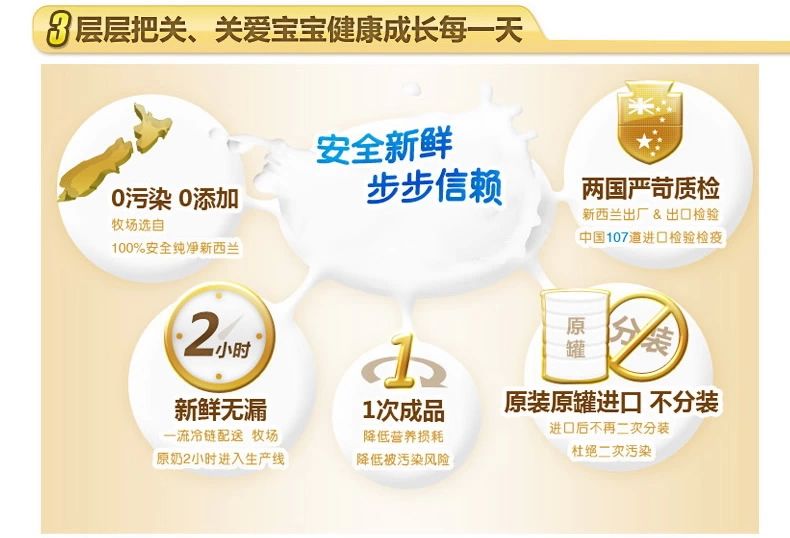 3 层层把关、关爱宝宝健康成长每一天
安全新鲜
步步信赖
0污染 0添加
牧场选自
100%安全纯净新西兰
两国严苛质检
新西兰出厂 & 出口检验
中国107道进口检验检疫
2小时
新鲜无漏
一流冷链配送 牧场
原奶2小时进入生产线
1
1次成品
降低营养损耗
降低被污染风险
原罐
分装
原装原罐进口 不分装
进口后不再二次分装
杜绝二次污染